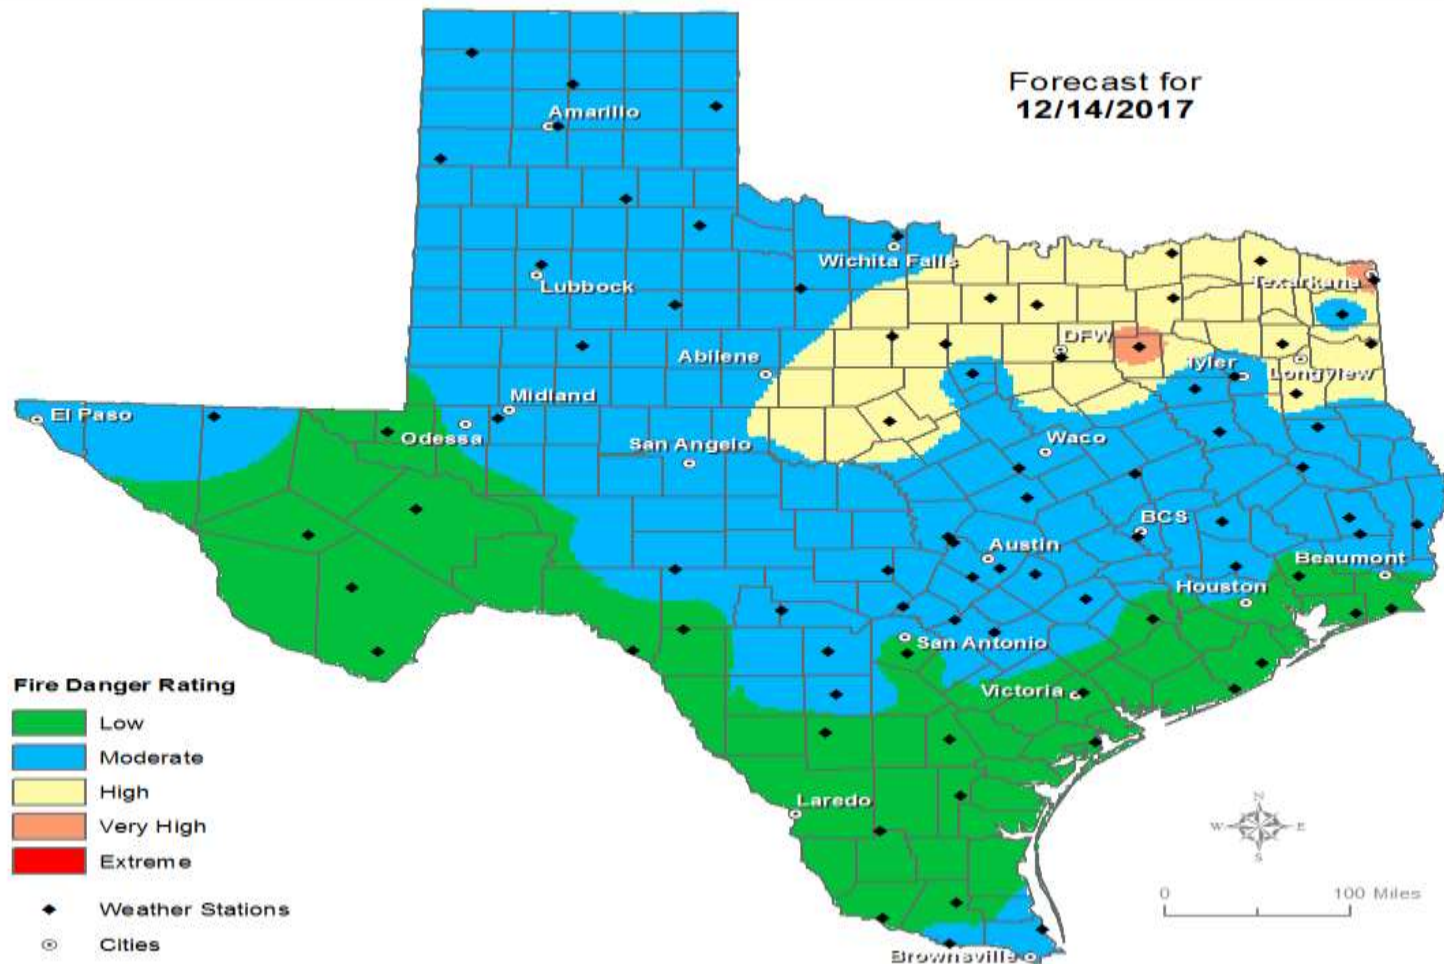 Forecast for
12/14/2017
Amarillo
Wichita Falls
Lubbock
Texarkana
DFW
Abilene
Tyler
Longview
Midland
El Paso
Odessa
San Angelo
Waco
BCS
Austin
Beaumont
Houston
San Antonio
Victoria
Laredo
Brownsville
Fire Danger Rating
Low
Moderate
High
Very High
Extreme
Weather Stations
Cities
N
W E
S
0 100 Miles